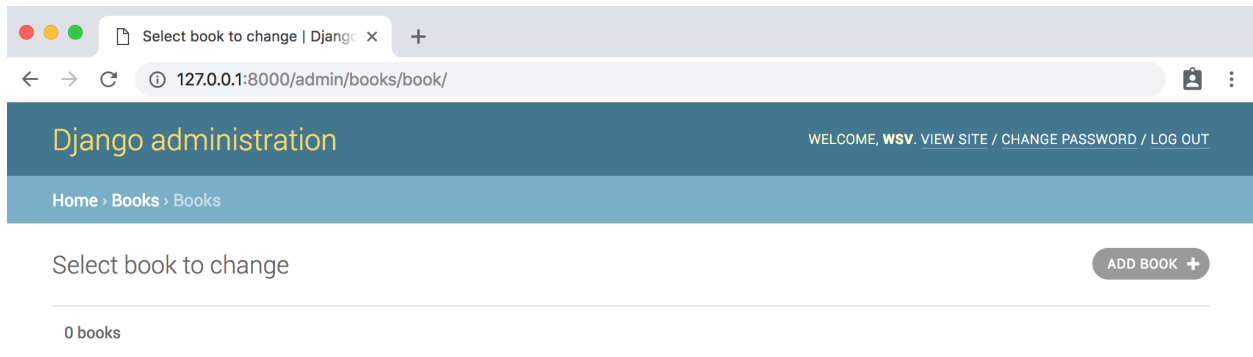 Select book to change | Djang
127.0.0.1:8000/admin/books/book/
Django administration
WELCOME, WSV. VIEW SITE / CHANGE PASSWORD / LOG OUT
Home › Books › Books
Select book to change
ADD BOOK +
0 books